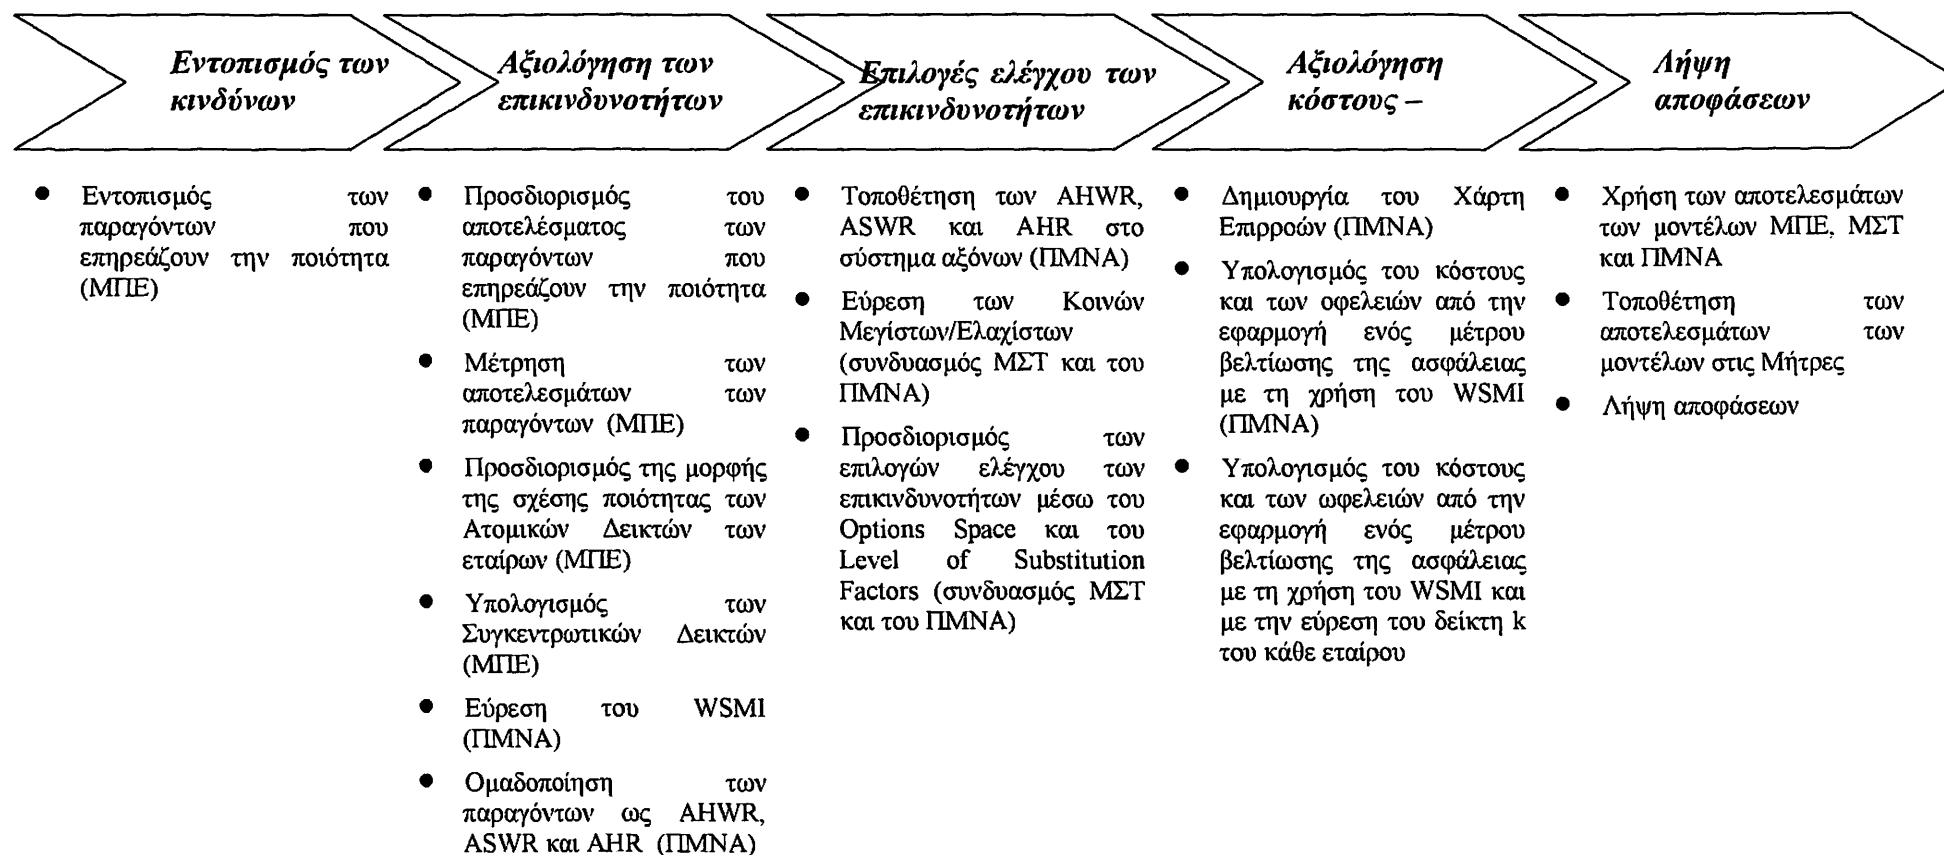 Εντοπισμός των
κινδύνων
Αξιολόγηση των
επικινδυνοτήτων
Επιλογές ελέγχου των
επικινδυνοτήτων
Αξιολόγηση
κόστους –
Λήψη
αποφάσεων
● Εντοπισμός των
παραγόντων που
επηρεάζουν την ποιότητα
(ΜΠΕ)
● Προσδιορισμός του
αποτελέσματος των
παραγόντων που
επηρεάζουν την ποιότητα
(ΜΠΕ)
● Μέτρηση των
αποτελεσμάτων των
παραγόντων (ΜΠΕ)
● Προσδιορισμός της μορφής
της σχέσης ποιότητας των
Ατομικών Δεικτών των
εταίρων (ΜΠΕ)
● Υπολογισμός των
Συγκεντρωτικών Δεικτών
(ΜΠΕ)
● Εύρεση του WSMI
(ΠΜΝΑ)
● Ομαδοποίηση των
παραγόντων ως AHWR,
ASWR και AHR (ΠΜΝΑ)
● Τοποθέτηση των AHWR,
ASWR και AHR στο
σύστημα αξόνων (ΠΜΝΑ)
● Εύρεση των Κοινών
Μεγίστων/Ελαχίστων
(συνδυασμός ΜΣΤ και του
ΠΜΝΑ)
● Προσδιορισμός των
επιλογών ελέγχου των
επικινδυνοτήτων μέσω του
Options Space και του
Level of Substitution
Factors (συνδυασμός ΜΣΤ
και του ΠΜΝΑ)
● Δημιουργία του Χάρτη
Επιρροών (ΠΜΝΑ)
● Υπολογισμός του κόστους
και των οφελειών από την
εφαρμογή ενός μέτρου
βελτίωσης της ασφάλειας
με τη χρήση του WSMI
(ΠΜΝΑ)
● Υπολογισμός του κόστους
και των ωφελειών από την
εφαρμογή ενός μέτρου
βελτίωσης της ασφάλειας
με τη χρήση του WSMI και
με την εύρεση του δείκτη k
του κάθε εταίρου
● Χρήση των αποτελεσμάτων
των μοντέλων ΜΠΕ, ΜΣΤ
και ΠΜΝΑ
● Τοποθέτηση των
αποτελεσμάτων των
μοντέλων στις Μήτρες
● Λήψη αποφάσεων